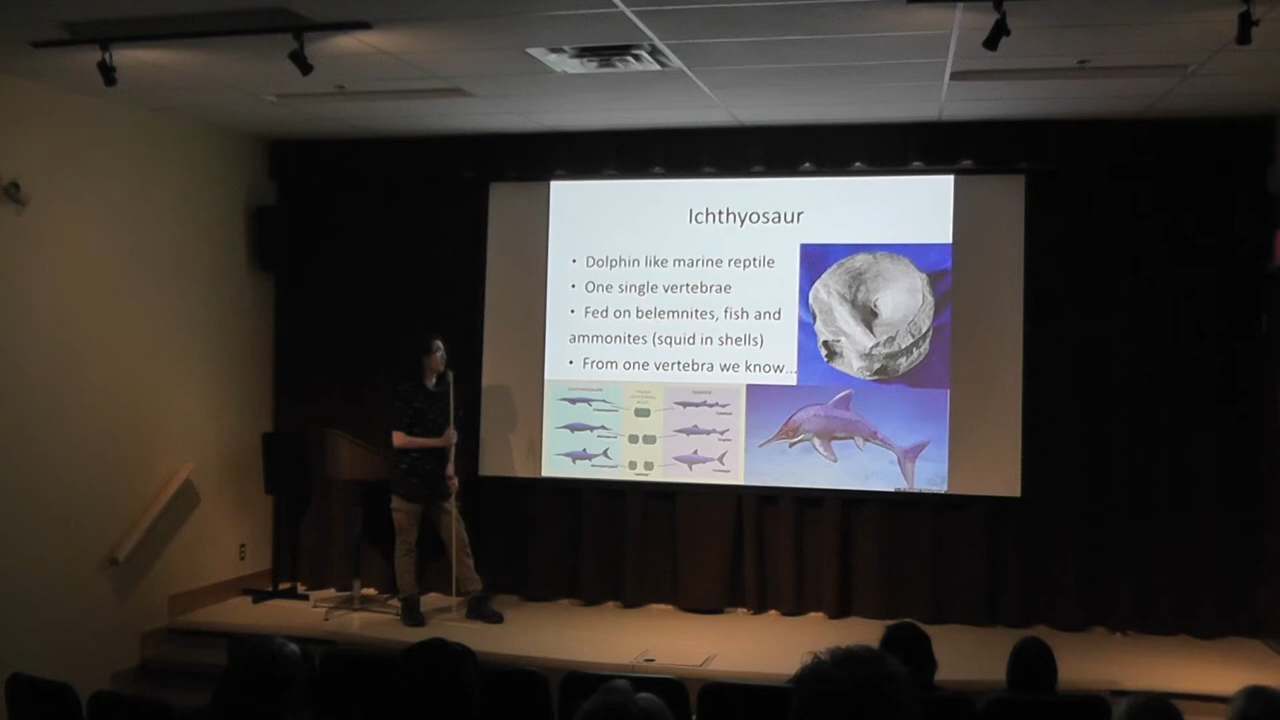 Ichthyosaur
• Dolphin like marine reptile
• One single vertebrae
• Fed on belemnites, fish and
ammonites (squid in shells)
• From one vertebra we know...